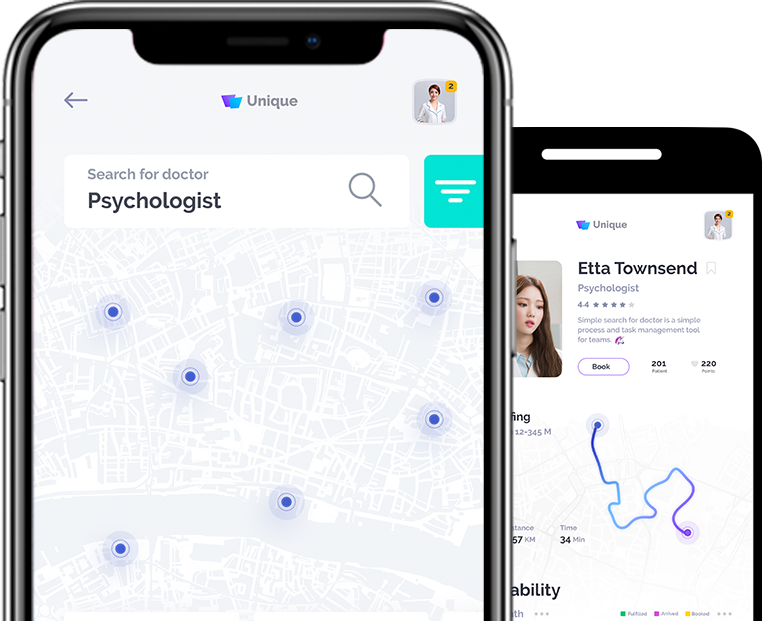 Unique
2
Search for doctor
Psychologist
Unique
2
Etta Townsend
Psychologist
4.4
Simple search for doctor is a simple
process and task management tool
for teams.
Book
201
Patient
220
Points
fing
12-345 M
stance
57 KM
Time
34 Min
ability
nth
Fulfilled
Arrived
Booked